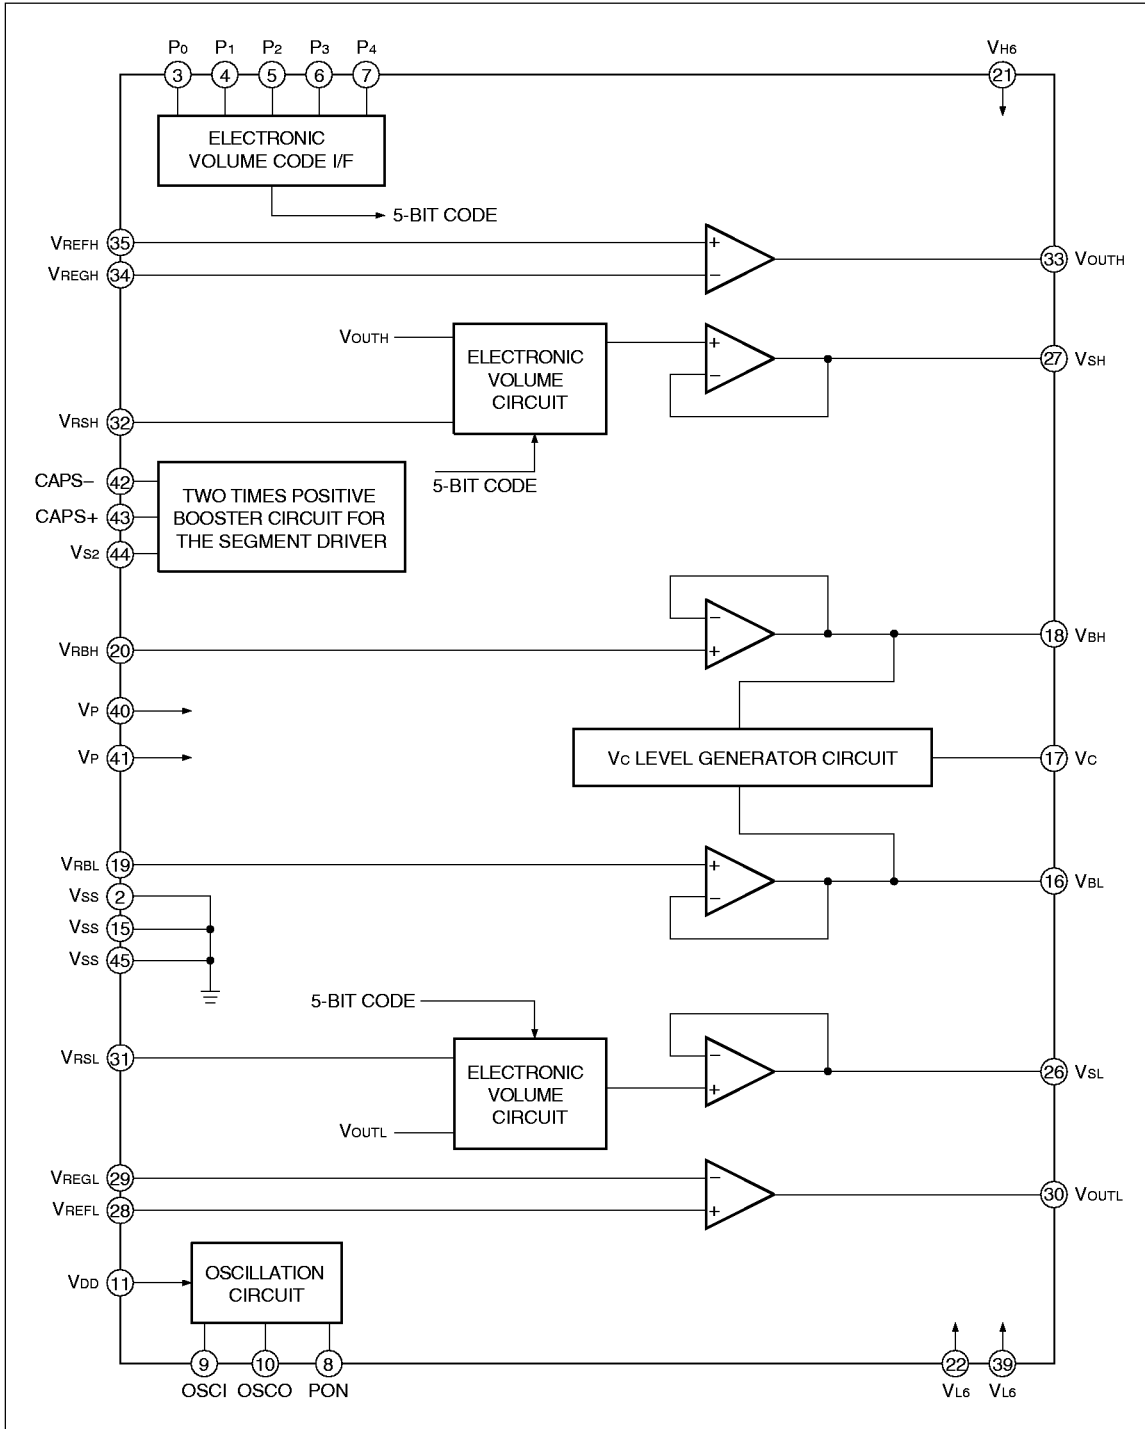 P0 P1 P2 P3 P4 VH6
3 4 5 6 7 21
ELECTRONIC
VOLUME CODE I/F
5-BIT CODE
VREFH 35 +
VREGH 34 −
33 VOUTH
VOUTH
ELECTRONIC
VOLUME
CIRCUIT
+
−
27 VSH
VRSH 32
5-BIT CODE
CAPS− 42
CAPS+ 43
VS2 44
TWO TIMES POSITIVE
BOOSTER CIRCUIT FOR
THE SEGMENT DRIVER
−
+
18 VBH
VRBH 20
VP 40
VP 41
VC LEVEL GENERATOR CIRCUIT
17 VC
VRBL 19 +
−
16 VBL
VSS 2
VSS 15
VSS 45
5-BIT CODE
VRSL 31
ELECTRONIC
VOLUME
CIRCUIT
−
+
26 VSL
VOUTL
VREGL 29 −
VREFL 28 +
30 VOUTL
VDD 11
OSCILLATION
CIRCUIT
9 10 8 22 39
OSCI OSCO PON VL6 VL6